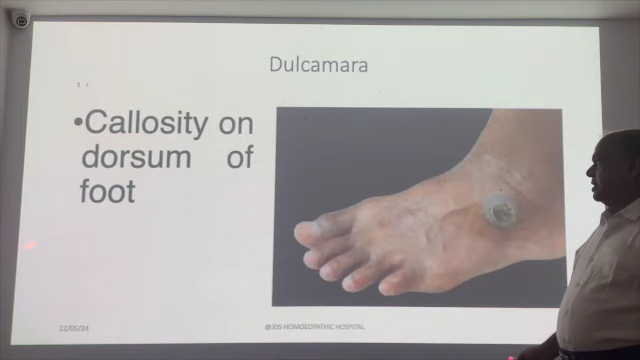 Dulcamara
•Callosity on
dorsum of
foot
22/05/24
@JDS HOMOEOPATHIC HOSPITAL